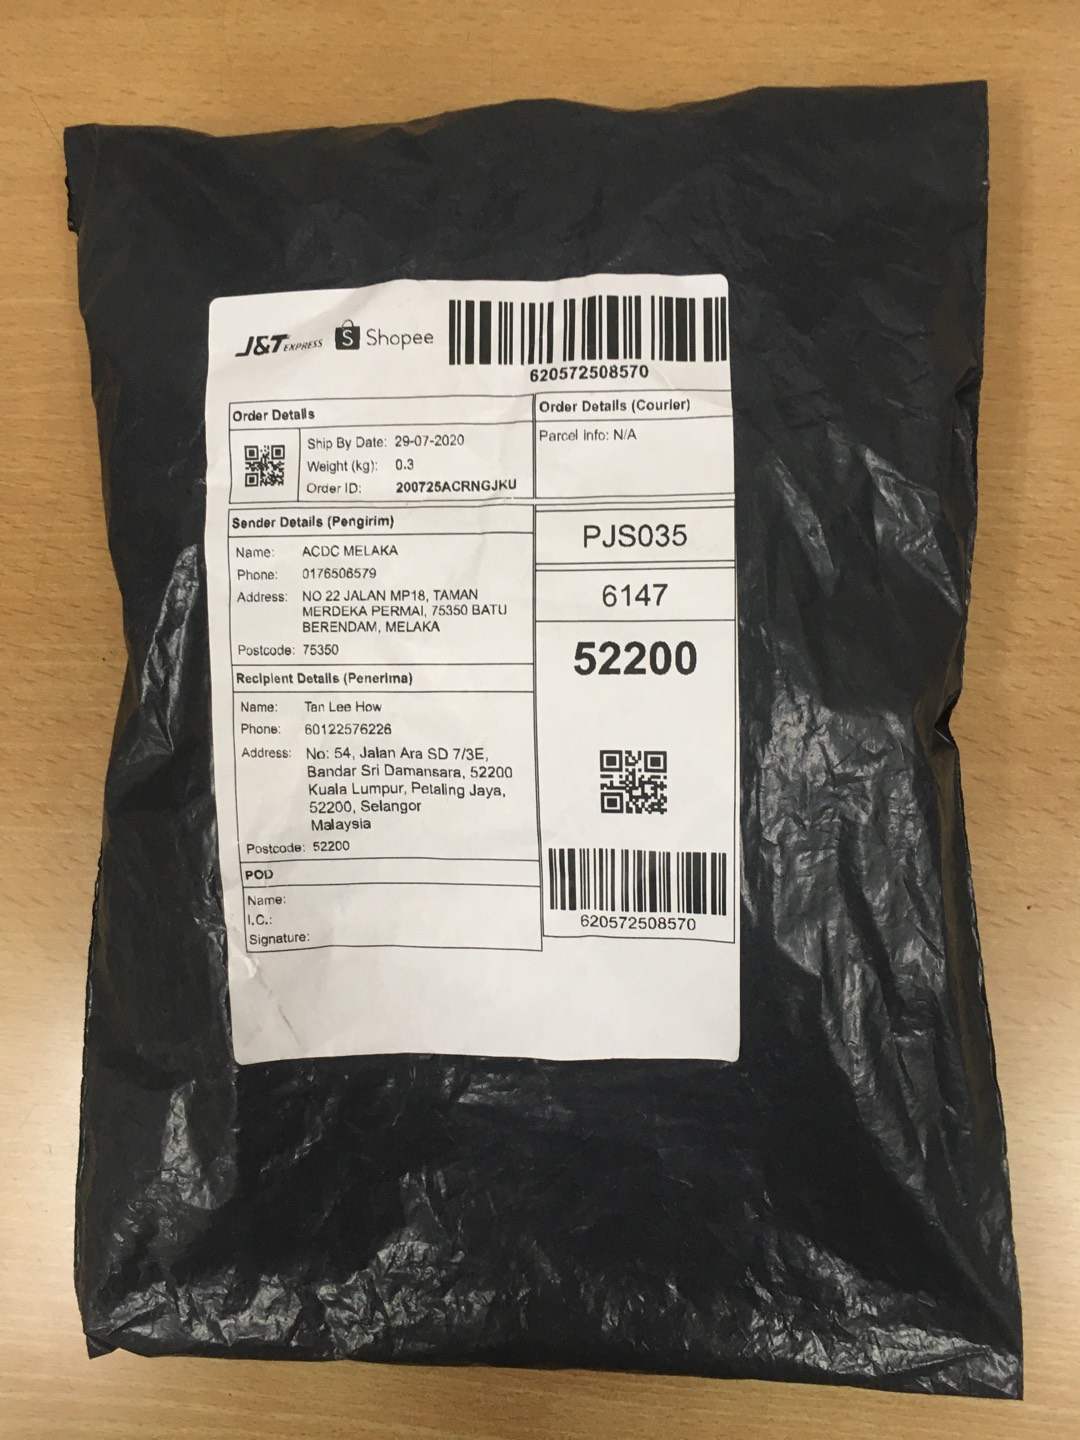 J&T EXPRESS Shopee
620572508570
Order Details
Ship By Date: 29-07-2020
Weight (kg): 0.3
Order ID: 200725ACRNGJKU
Order Details (Courier)
Parcel Info: N/A
Sender Details (Pengirim)
Name: ACDC MELAKA
Phone: 0176506579
Address: NO 22 JALAN MP18, TAMAN
MERDEKA PERMAI, 75350 BATU
BERENDAM, MELAKA
Postcode: 75350
PJS035
6147
52200
Recipient Details (Penerima)
Name: Tan Lee How
Phone: 60122576226
Address: No: 54, Jalan Ara SD 7/3E,
Bandar Sri Damansara, 52200
Kuala Lumpur, Petaling Jaya,
52200, Selangor
Malaysia
Postcode: 52200
POD
Name:
I.C.:
Signature:
620572508570